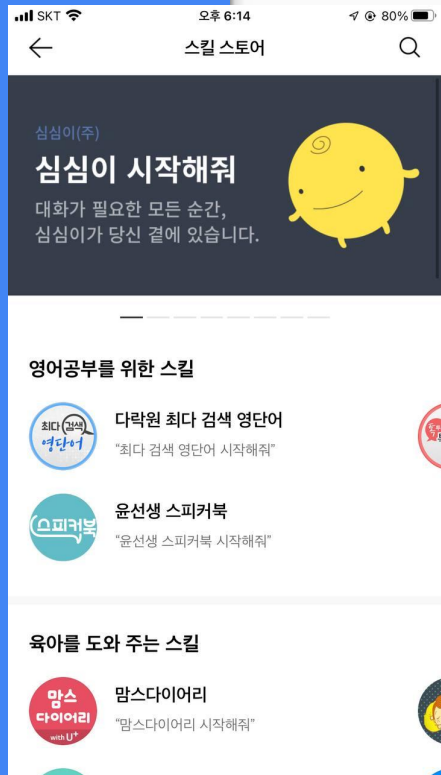 SKT 오후 6:14 80%
스킬 스토어
심심이(주)
심심이 시작해줘
대화가 필요한 모든 순간,
심심이가 당신 곁에 있습니다.
영어공부를 위한 스킬
최다 검색
영단어
다락원 최다 검색 영단어
“최다 검색 영단어 시작해줘”
스피커북
윤선생 스피커북
“윤선생 스피커북 시작해줘”
육아를 도와 주는 스킬
맘스
다이어리
with U+
맘스다이어리
“맘스다이어리 시작해줘”